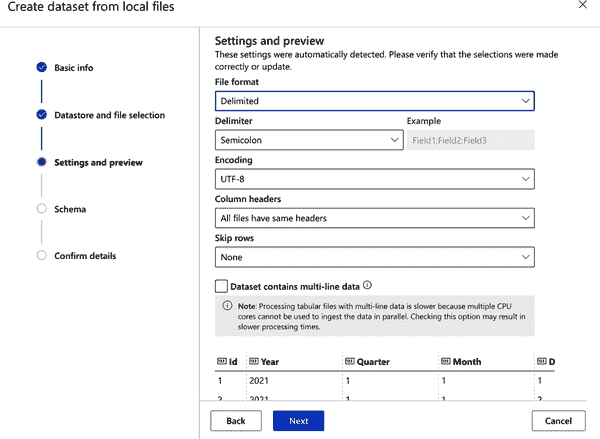 Create dataset from local files
Basic info
Datastore and file selection
Settings and preview
Schema
Confirm details
Settings and preview
These settings were automatically detected. Please verify that the selections were made
correctly or update.
File format
Delimited
Delimiter
Example
Semicolon
Field1;Field2;Field3
Encoding
UTF-8
Column headers
All files have same headers
Skip rows
None
Dataset contains multi-line data
Note: Processing tabular files with multi-line data is slower because multiple CPU
cores cannot be used to ingest the data in parallel. Checking this option may result in
slower processing times.
Id Year Quarter Month D
1 2021 1 1 1
2 2021 1 1 2
Back Next Cancel